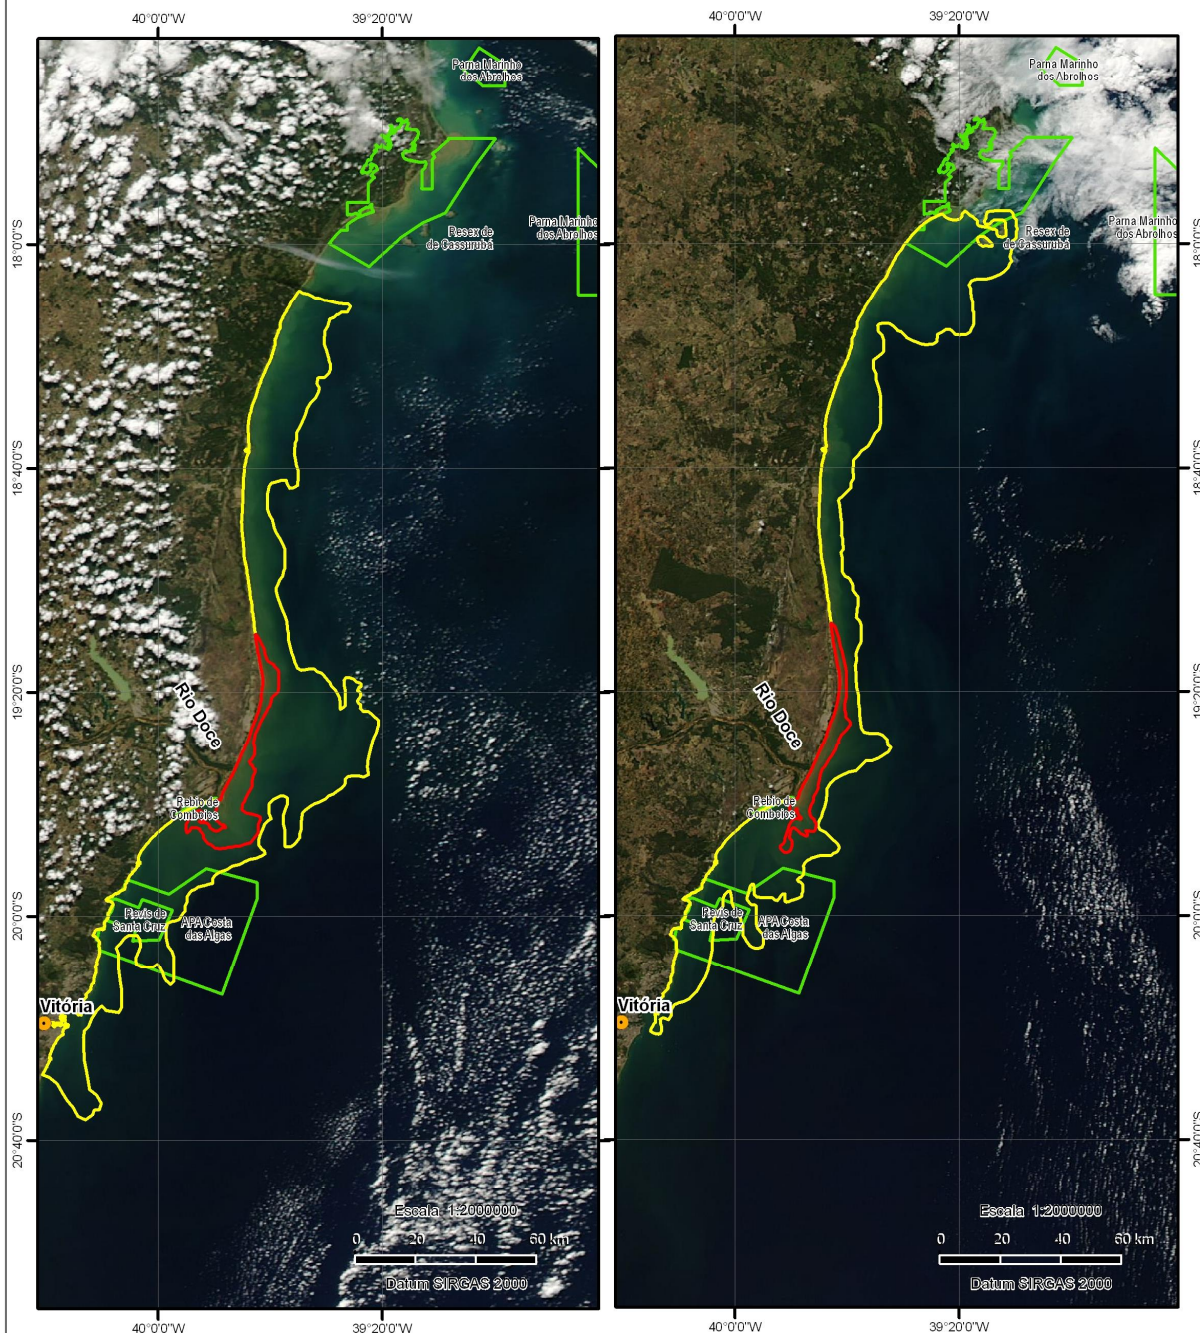 40°0'0"W 39°20'0"W
40°0'0"W 39°20'0"W
Parna Marinho
dos Abrolhos
Parna Marinho
dos Abrolhos
Resex de
de Cassurubá
18°0'0"S
18°40'0"S
19°20'0"S
20°0'0"S
20°40'0"S
Rio Doce
Rebio de
Comboios
Revis de
Santa Cruz
APA Costa
das Algas
Vitória
Escala 1:2000000
0 20 40 60 km
Datum SIRGAS 2000
40°0'0"W 39°20'0"W
Parna Marinho
dos Abrolhos
Parna Marinho
dos Abrolhos
Resex de
de Cassurubá
18°0'0"S
18°40'0"S
19°20'0"S
20°0'0"S
20°40'0"S
Rio Doce
Rebio de
Comboios
Revis de
Santa Cruz
APA Costa
das Algas
Vitória
Escala 1:2000000
0 20 40 60 km
Datum SIRGAS 2000
40°0'0"W 39°20'0"W